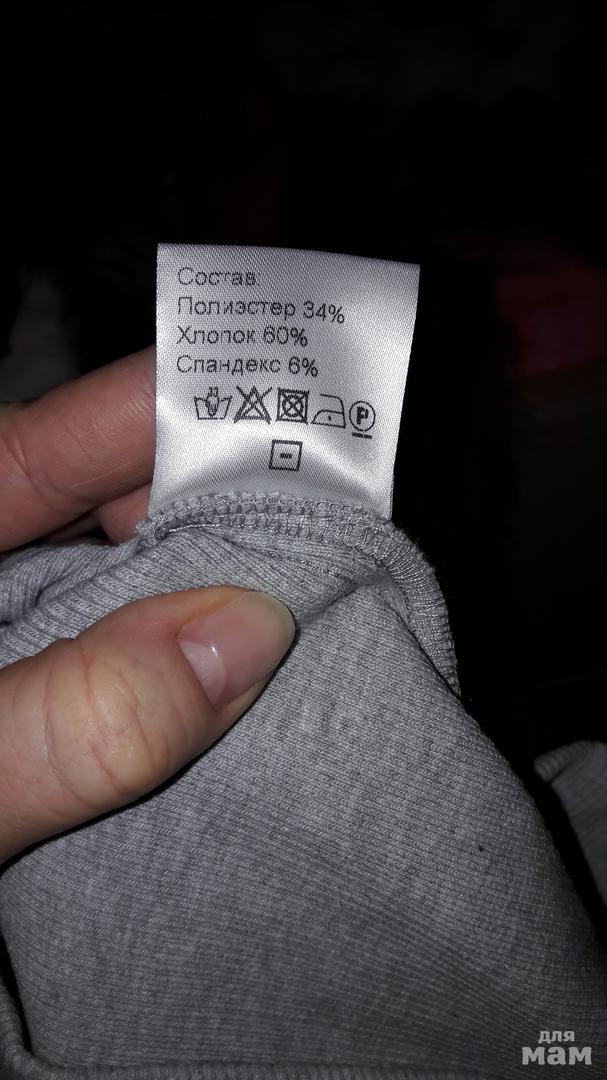 Состав:
Полиэстер 34%
Хлопок 60%
Спандекс 6%
P
для
мам